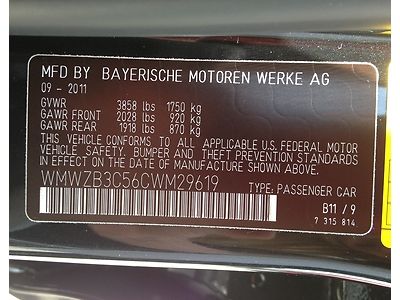 MFD BY BAYERISCHE MOTOREN WERKE AG
09 - 2011
GVWR 3858 lbs 1750 kg
GAWR FRONT 2028 lbs 920 kg
GAWR REAR 1918 lbs 870 kg
THIS VEHICLE CONFORMS TO ALL APPLICABLE U.S. FEDERAL MOTOR
VEHICLE SAFETY, BUMPER, AND THEFT PREVENTION STANDARDS
IN EFFECT ON THE DATE OF MANUFACTURE SHOWN ABOVE.
WMWZB3C56CWM29619 TYPE: PASSENGER CAR
B11 / 9
7 315 814